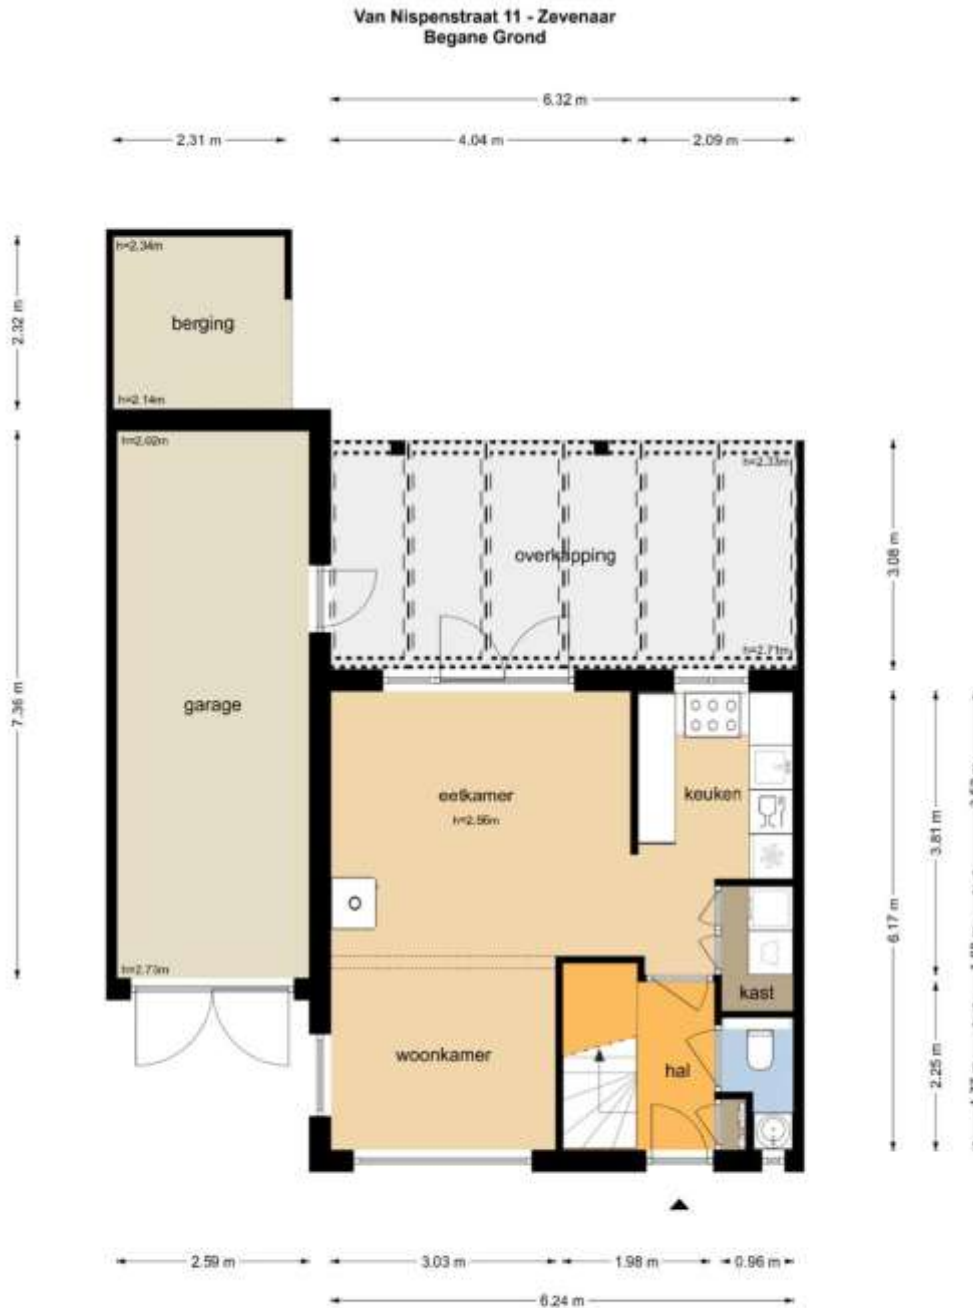 Van Nispenstraat 11 - Zevenaar
Begane Grond
6.32 m
2.31 m
4.04 m
2.09 m
h=2.34m
2.32 m
berging
h=2.14m
h=2.02m
h=2.33m
overkapping
3.08 m
h=2.71m
7.36 m
garage
eetkamer
h=2.56m
keuken
3.81 m
6.17 m
h=2.73m
kast
woonkamer
hal
2.25 m
2.59 m
3.03 m
1.98 m
0.96 m
6.24 m